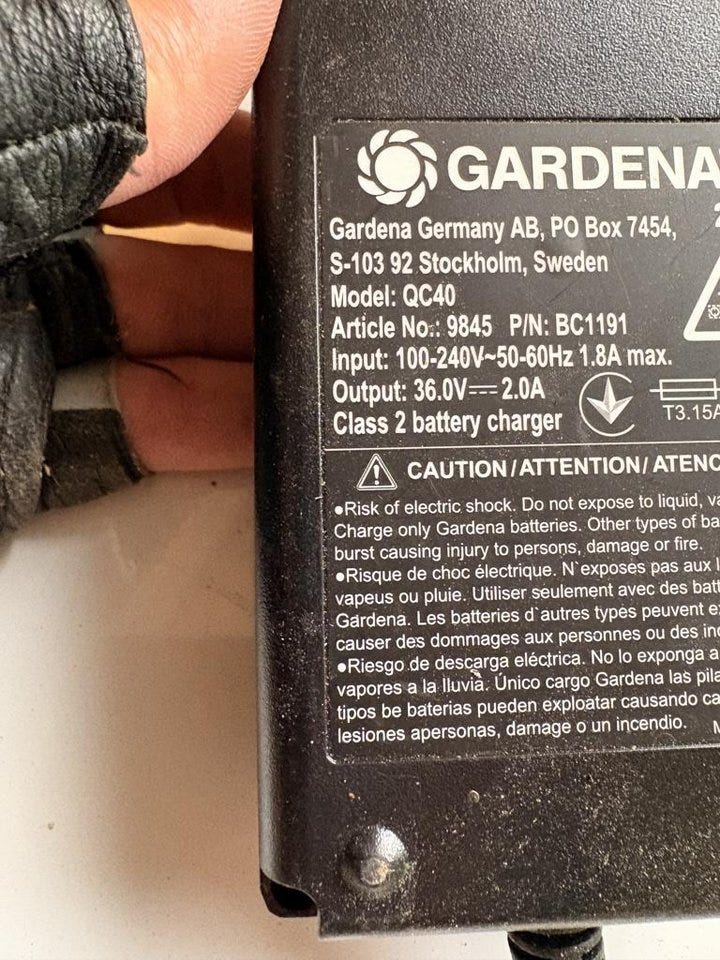 GARDENA
Gardena Germany AB, PO Box 7454,
S-103 92 Stockholm, Sweden
Model: QC40
Article No.: 9845 P/N: BC1191
Input: 100-240V~50-60Hz 1.8A max.
Output: 36.0V⎓2.0A
Class 2 battery charger
T3.15A
CAUTION/ATTENTION/ATENC
●Risk of electric shock. Do not expose to liquid, va
Charge only Gardena batteries. Other types of ba
burst causing injury to persons, damage or fire.
●Risque de choc électrique. N`exposes pas aux l
vapeus ou pluie. Utiliser seulement avec des batt
Gardena. Les batteries d`autres types peuvent e
causer des dommages aux personnes ou des inc
●Riesgo de descarga eléctrica. No lo exponga a
vapores a la lluvia. Único cargo Gardena las pila
tipos be baterias pueden exploatar causando ca
lesiones apersonas, damage o un incendio.